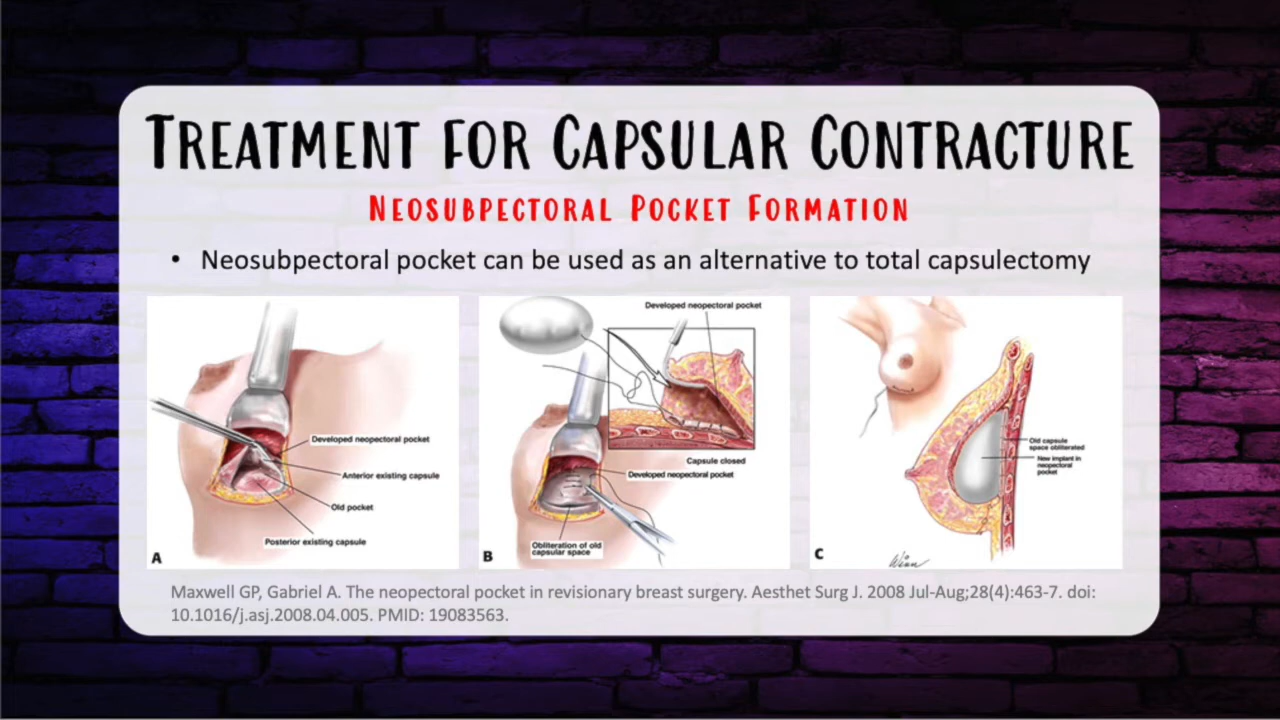 TREATMENT FOR CAPSULAR CONTRACTURE
NEOSUBPECTORAL POCKET FORMATION
• Neosubpectoral pocket can be used as an alternative to total capsulectomy
Developed neopectoral pocket
Anterior existing capsule
Old pocket
Posterior existing capsule
A
Developed neopectoral pocket
Capsule closed
Developed neopectoral pocket
Obliteration of old
capsular space
B
Old capsule
space obliterated
New implant in
neopectoral
pocket
C
Maxwell GP, Gabriel A. The neopectoral pocket in revisionary breast surgery. Aesthet Surg J. 2008 Jul-Aug;28(4):463-7. doi:
10.1016/j.asj.2008.04.005. PMID: 19083563.